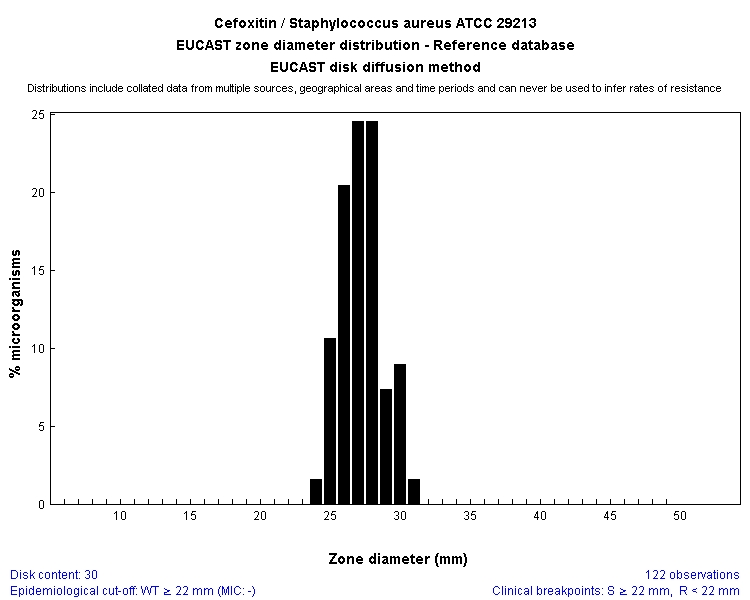 Cefoxitin / Staphylococcus aureus ATCC 29213
EUCAST zone diameter distribution - Reference database
EUCAST disk diffusion method
Distributions include collated data from multiple sources, geographical areas and time periods and can never be used to infer rates of resistance
25
20
15
10
5
0
% microorganisms
10 15 20 25 30 35 40 45 50
Zone diameter (mm)
Disk content: 30
Epidemiological cut-off: WT ≥ 22 mm (MIC: -)
122 observations
Clinical breakpoints: S ≥ 22 mm, R < 22 mm